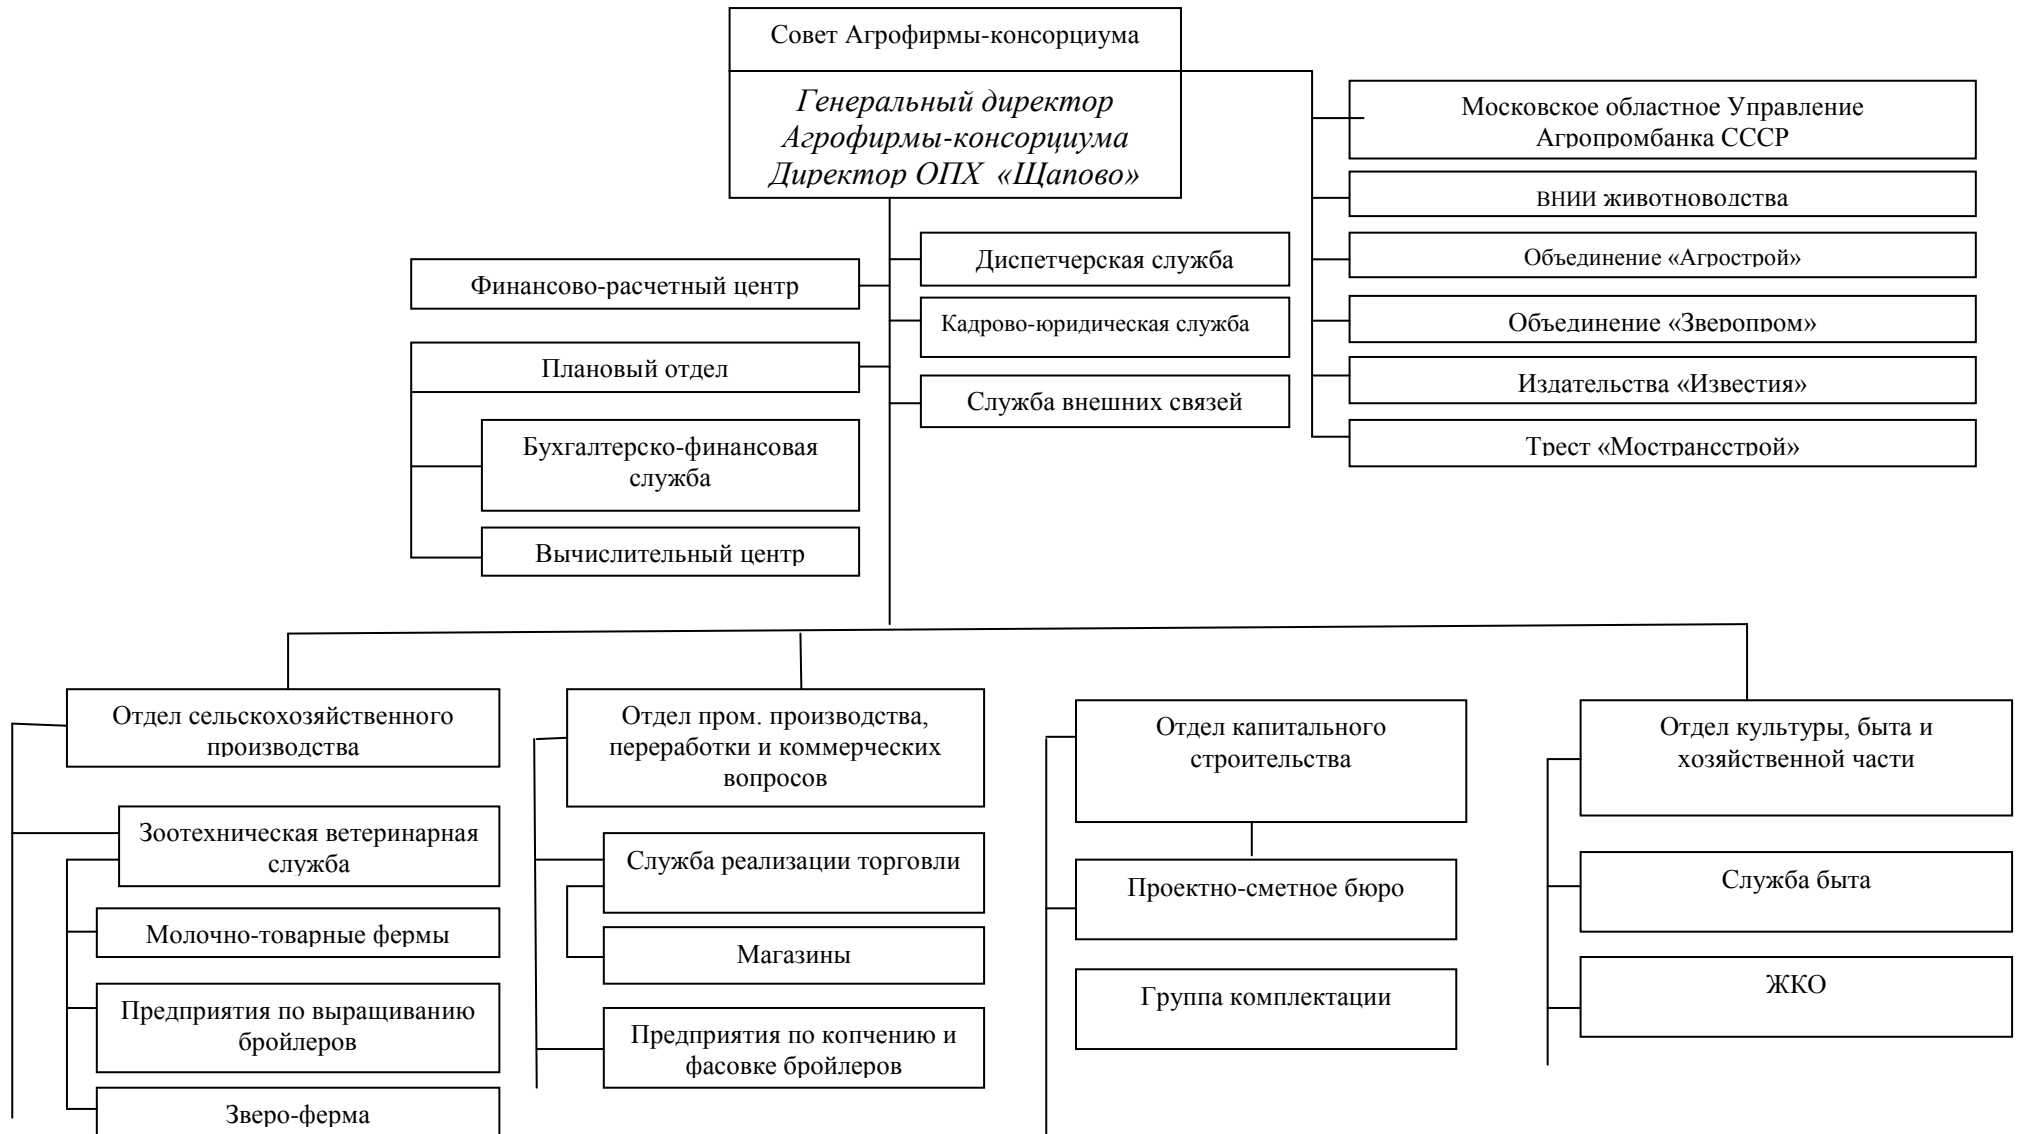 Совет Агрофирмы-консорциума
Генеральный директор
Агрофирмы-консорциума
Директор ОПХ «Щапово»
Московское областное Управление
Агропромбанка СССР
ВНИИ животноводства
Объединение «Агрострой»
Объединение «Зверопром»
Издательства «Известия»
Трест «Мострансстрой»
Диспетчерская служба
Кадрово-юридическая служба
Служба внешних связей
Финансово-расчетный центр
Плановый отдел
Бухгалтерско-финансовая
служба
Вычислительный центр
Отдел сельскохозяйственного
производства
Зоотехническая ветеринарная
служба
Молочно-товарные фермы
Предприятия по выращиванию
бройлеров
Зверо-ферма
Отдел пром. производства,
переработки и коммерческих
вопросов
Служба реализации торговли
Магазины
Предприятия по копчению и
фасовке бройлеров
Отдел капитального
строительства
Проектно-сметное бюро
Группа комплектации
Отдел культуры, быта и
хозяйственной части
Служба быта
ЖКО